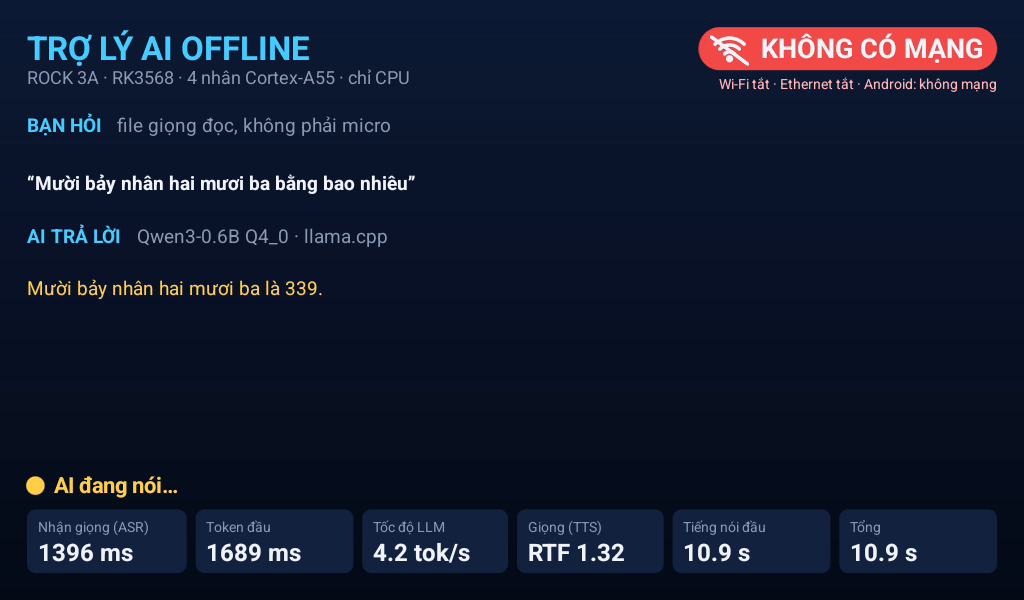 TRỢ LÝ AI OFFLINE
KHÔNG CÓ MẠNG
ROCK 3A · RK3568 · 4 nhân Cortex-A55 · chỉ CPU
Wi-Fi tắt · Ethernet tắt · Android: không mạng
BẠN HỎI file giọng đọc, không phải micro
“Mười bảy nhân hai mươi ba bằng bao nhiêu”
AI TRẢ LỜI Qwen3-0.6B Q4_0 · llama.cpp
Mười bảy nhân hai mươi ba là 339.
AI đang nói…
Nhận giọng (ASR)
1396 ms
Token đầu
1689 ms
Tốc độ LLM
4.2 tok/s
Giọng (TTS)
RTF 1.32
Tiếng nói đầu
10.9 s
Tổng
10.9 s